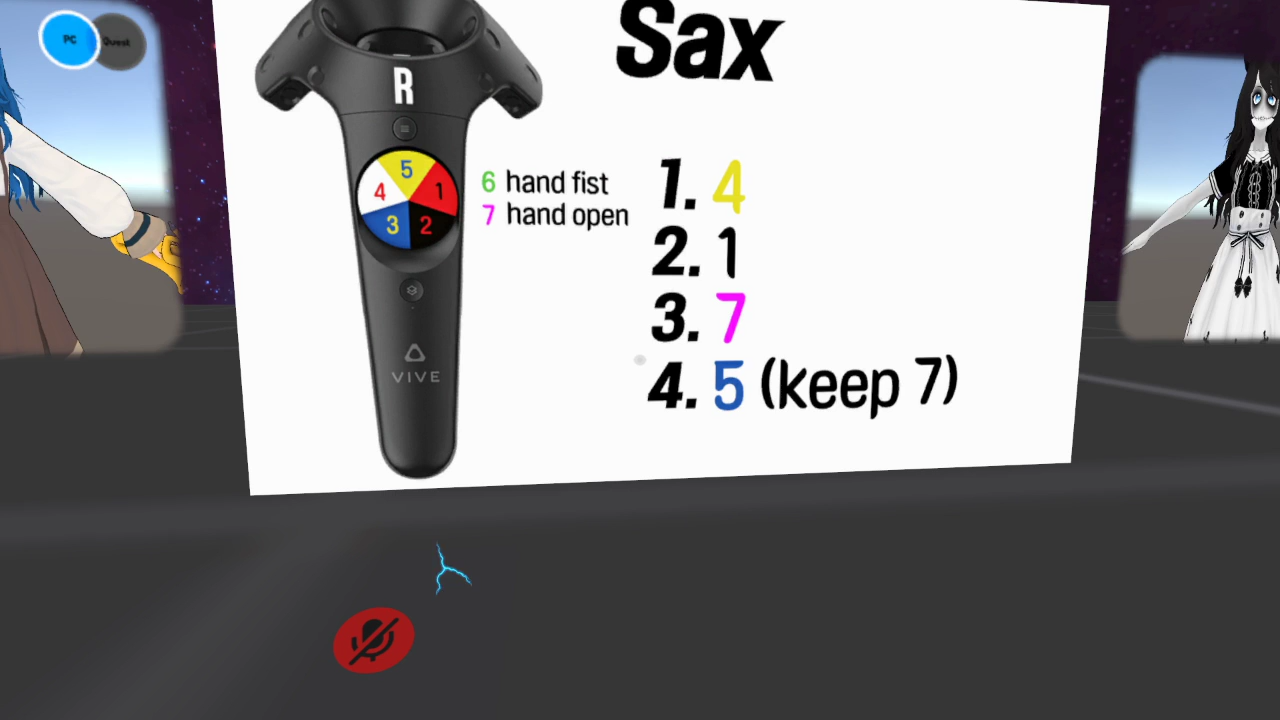 PC Quest
Sax
R
5
4 1
3 2
6 hand fist
7 hand open
1. 4
2. 1
3. 7
4. 5 (keep 7)
VIVE